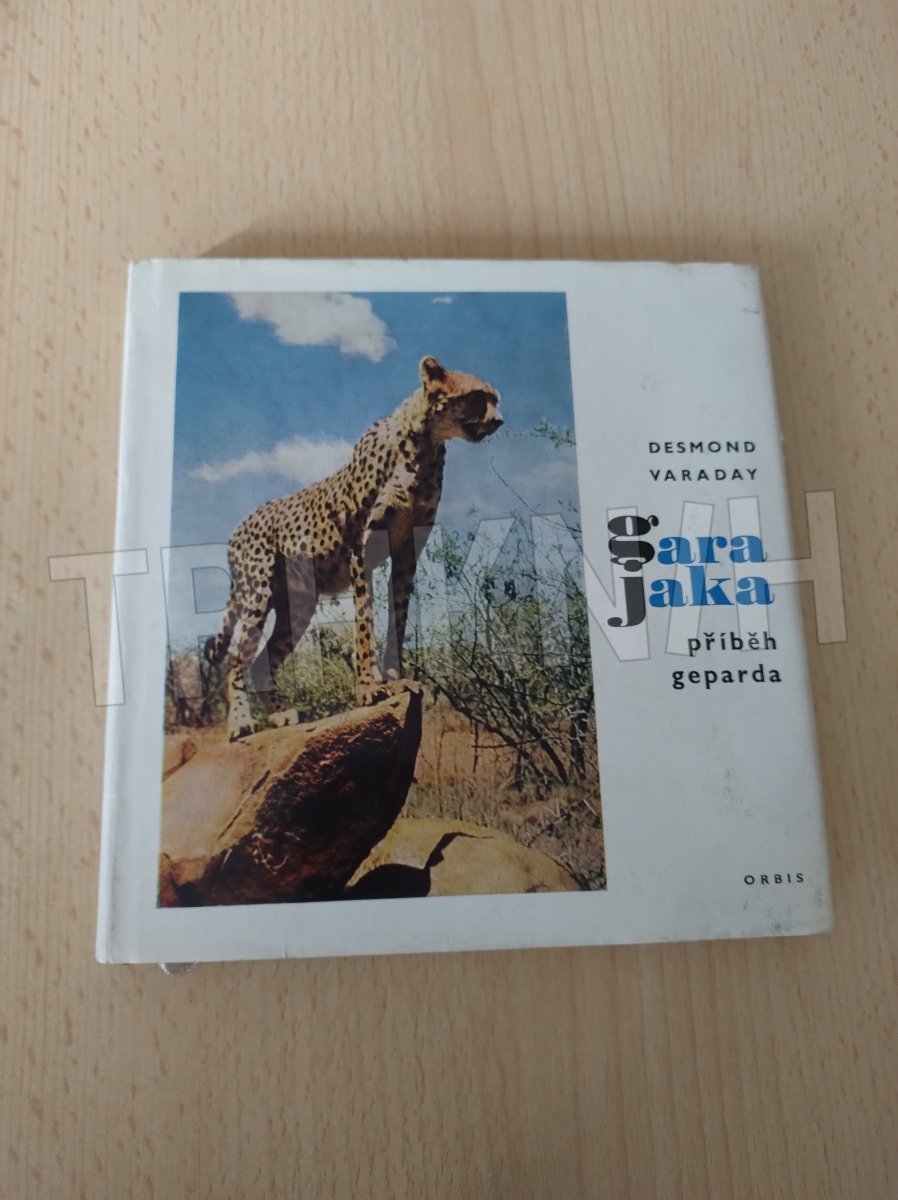 DESMOND
VARADAY
gara
jaka
příběh
geparda
ORBIS